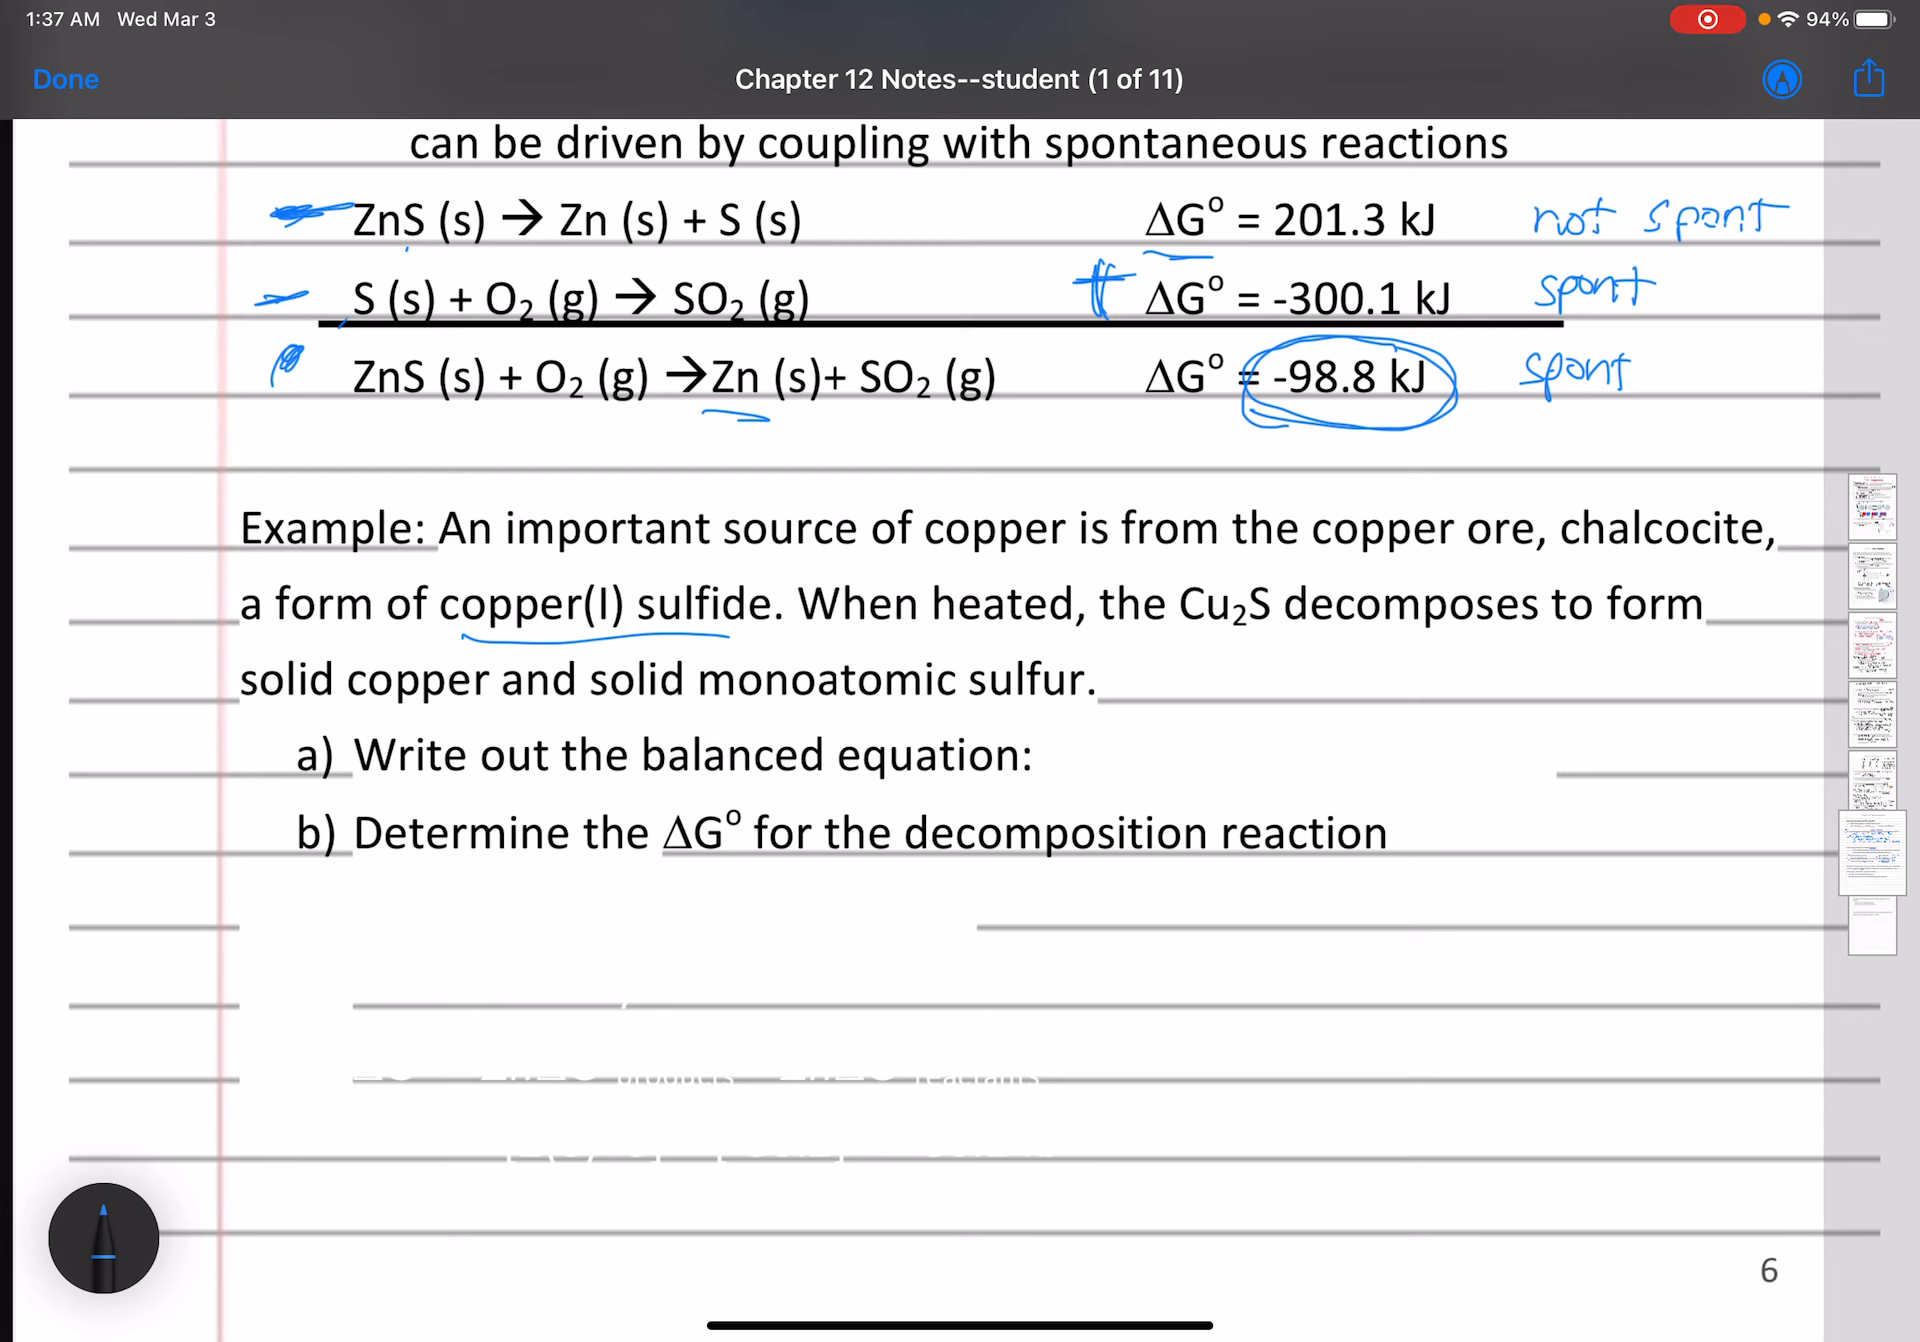 1:37 AM Wed Mar 3
94%
Done
Chapter 12 Notes--student (1 of 11)
can be driven by coupling with spontaneous reactions
ZnS (s) → Zn (s) + S (s) ΔG° = 201.3 kJ not spont
S (s) + O₂ (g) → SO₂ (g) ΔG° = -300.1 kJ spont
ZnS (s) + O₂ (g) → Zn (s)+ SO₂ (g) ΔG° = -98.8 kJ spont
Example: An important source of copper is from the copper ore, chalcocite,
a form of copper(I) sulfide. When heated, the Cu₂S decomposes to form
solid copper and solid monoatomic sulfur.
a) Write out the balanced equation:
b) Determine the ΔG° for the decomposition reaction
products reactants
6